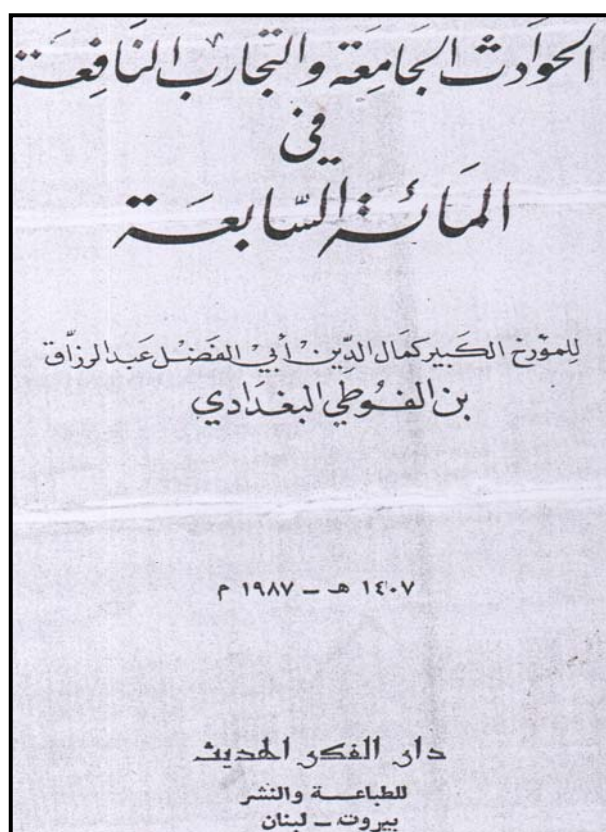 الحوادث الجامعة والتجارب النافعة
في
المائة السابعة
للمؤرخ الكبير كمال الدين أبي الفضل عبد الرزاق
بن الفوطي البغدادي
١٤٠٧ هـ - ١٩٨٧ م
دار الفكر الحديث
للطباعة والنشر
بيروت - لبنان